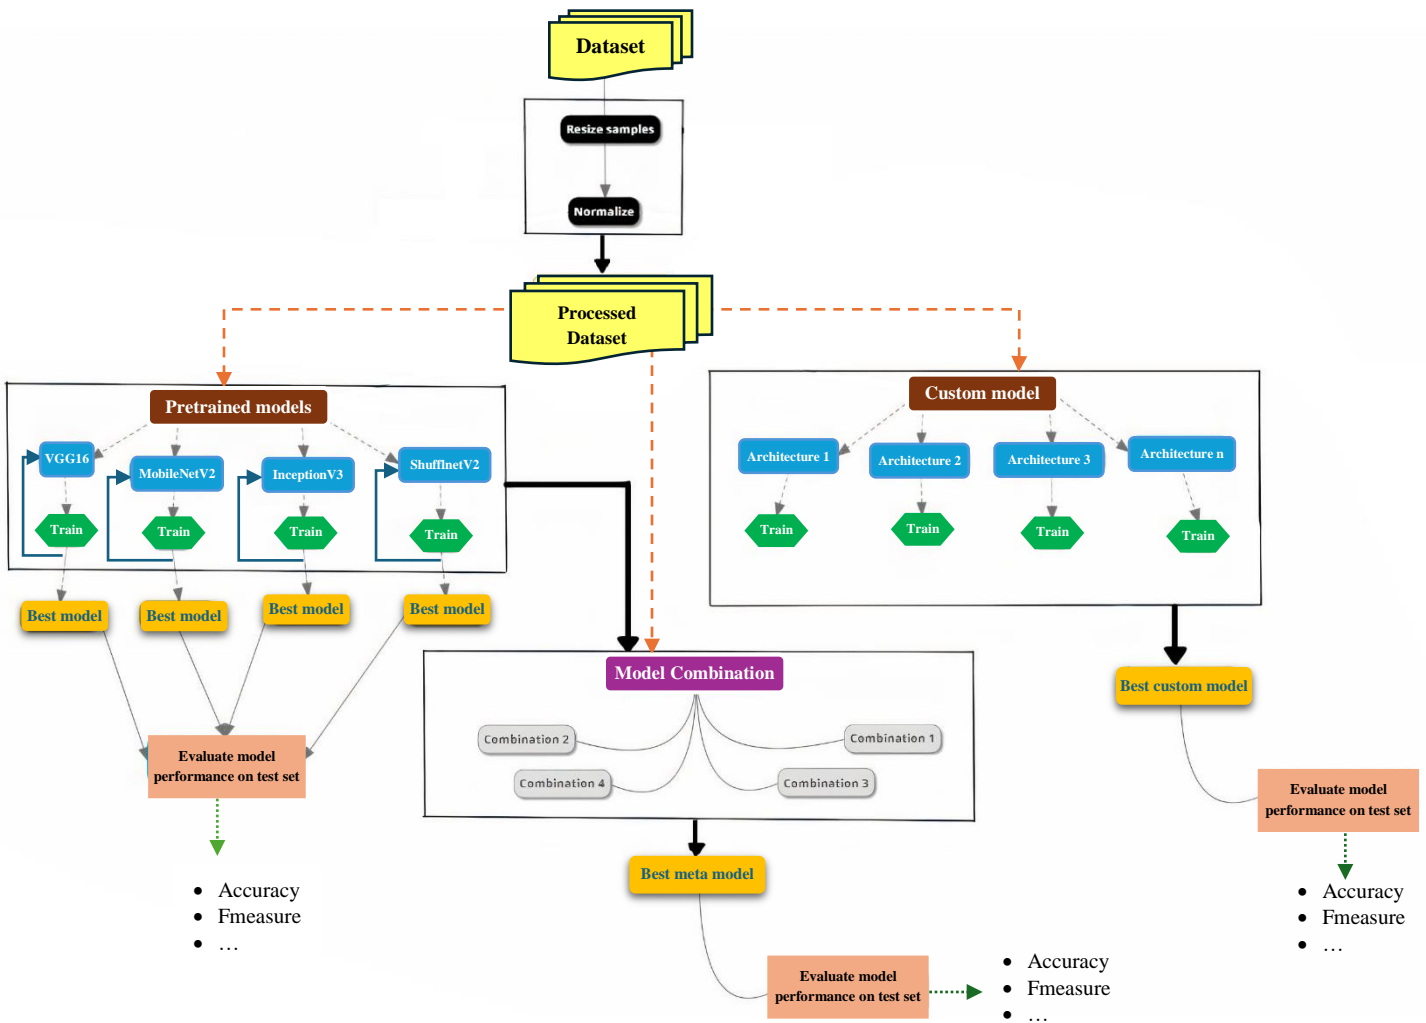 Dataset
Resize samples
Normalize
Processed
Dataset
Pretrained models
VGG16
MobileNetV2
InceptionV3
ShufflnetV2
Train
Train
Train
Train
Best model
Best model
Best model
Best model
Evaluate model
performance on test set
• Accuracy
• Fmeasure
• …
Model Combination
Combination 2
Combination 1
Combination 4
Combination 3
Best meta model
Evaluate model
performance on test set
• Accuracy
• Fmeasure
• …
Custom model
Architecture 1
Architecture 2
Architecture 3
Architecture n
Train
Train
Train
Train
Best custom model
Evaluate model
performance on test set
• Accuracy
• Fmeasure
• …